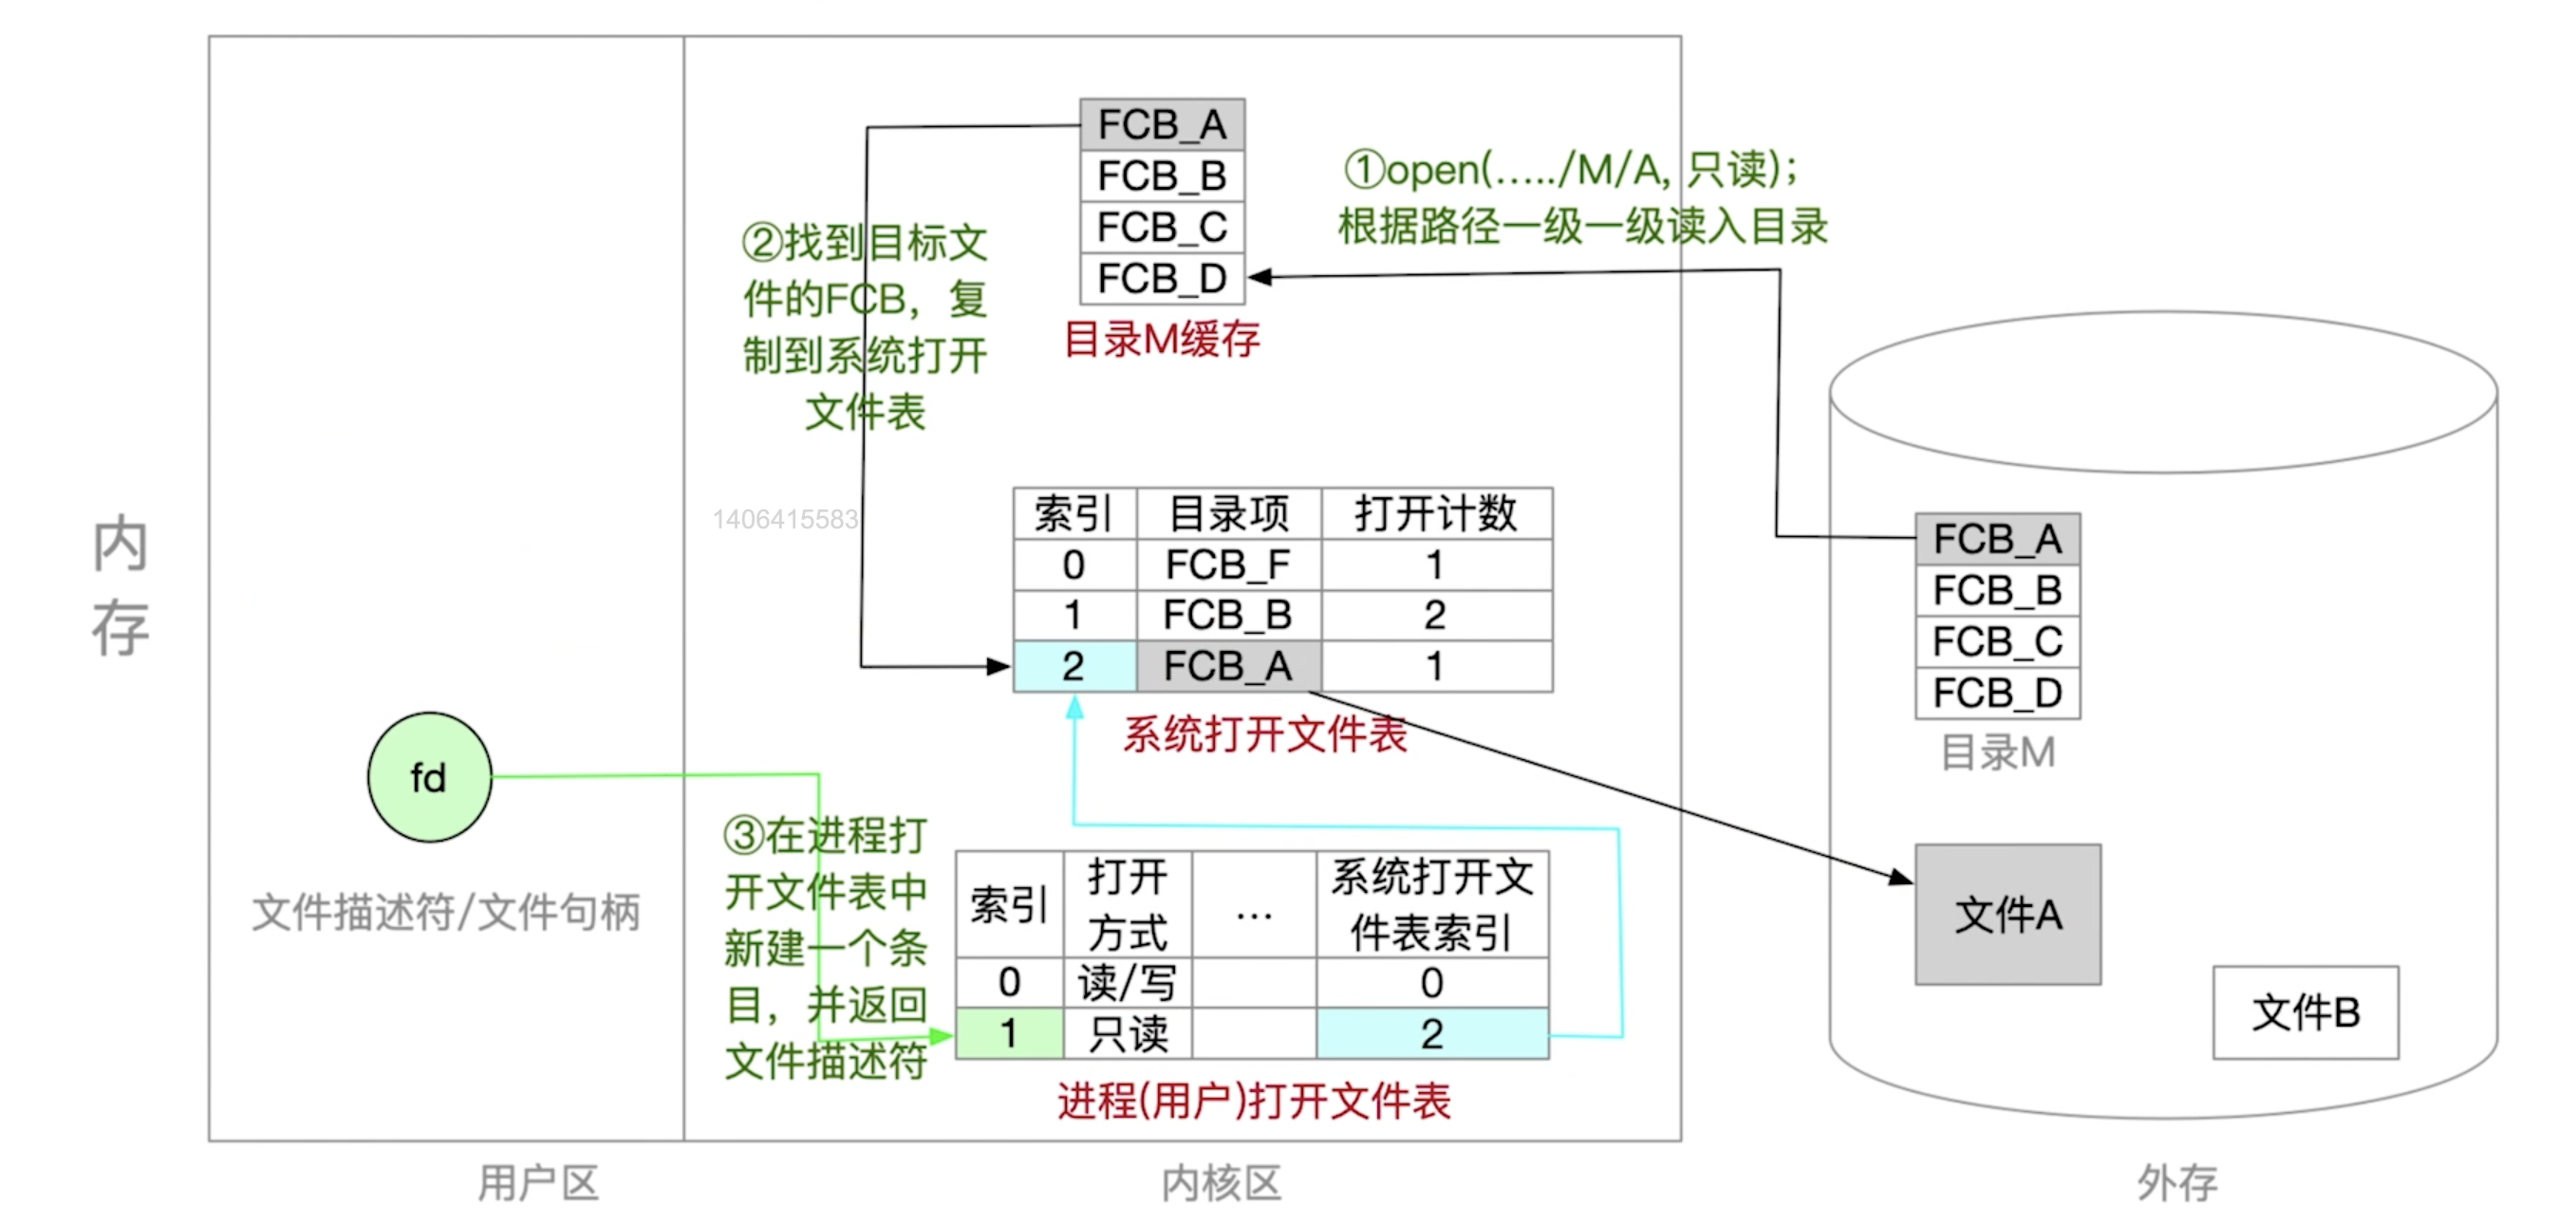 FCB_A
FCB_B
FCB_C
FCB_D
目录M缓存
①open(…../M/A, 只读);
根据路径一级一级读入目录
②找到目标文
件的FCB，复
制到系统打开
文件表
1406415583
内
存
索引 目录项 打开计数
0 FCB_F 1
1 FCB_B 2
2 FCB_A 1
系统打开文件表
FCB_A
FCB_B
FCB_C
FCB_D
目录M
fd
文件描述符/文件句柄
③在进程打
开文件表中
新建一个条
目，并返回
文件描述符
索引 打开 … 系统打开文
方式 件表索引
0 读/写 0
1 只读 2
进程(用户)打开文件表
文件A
文件B
用户区
内核区
外存